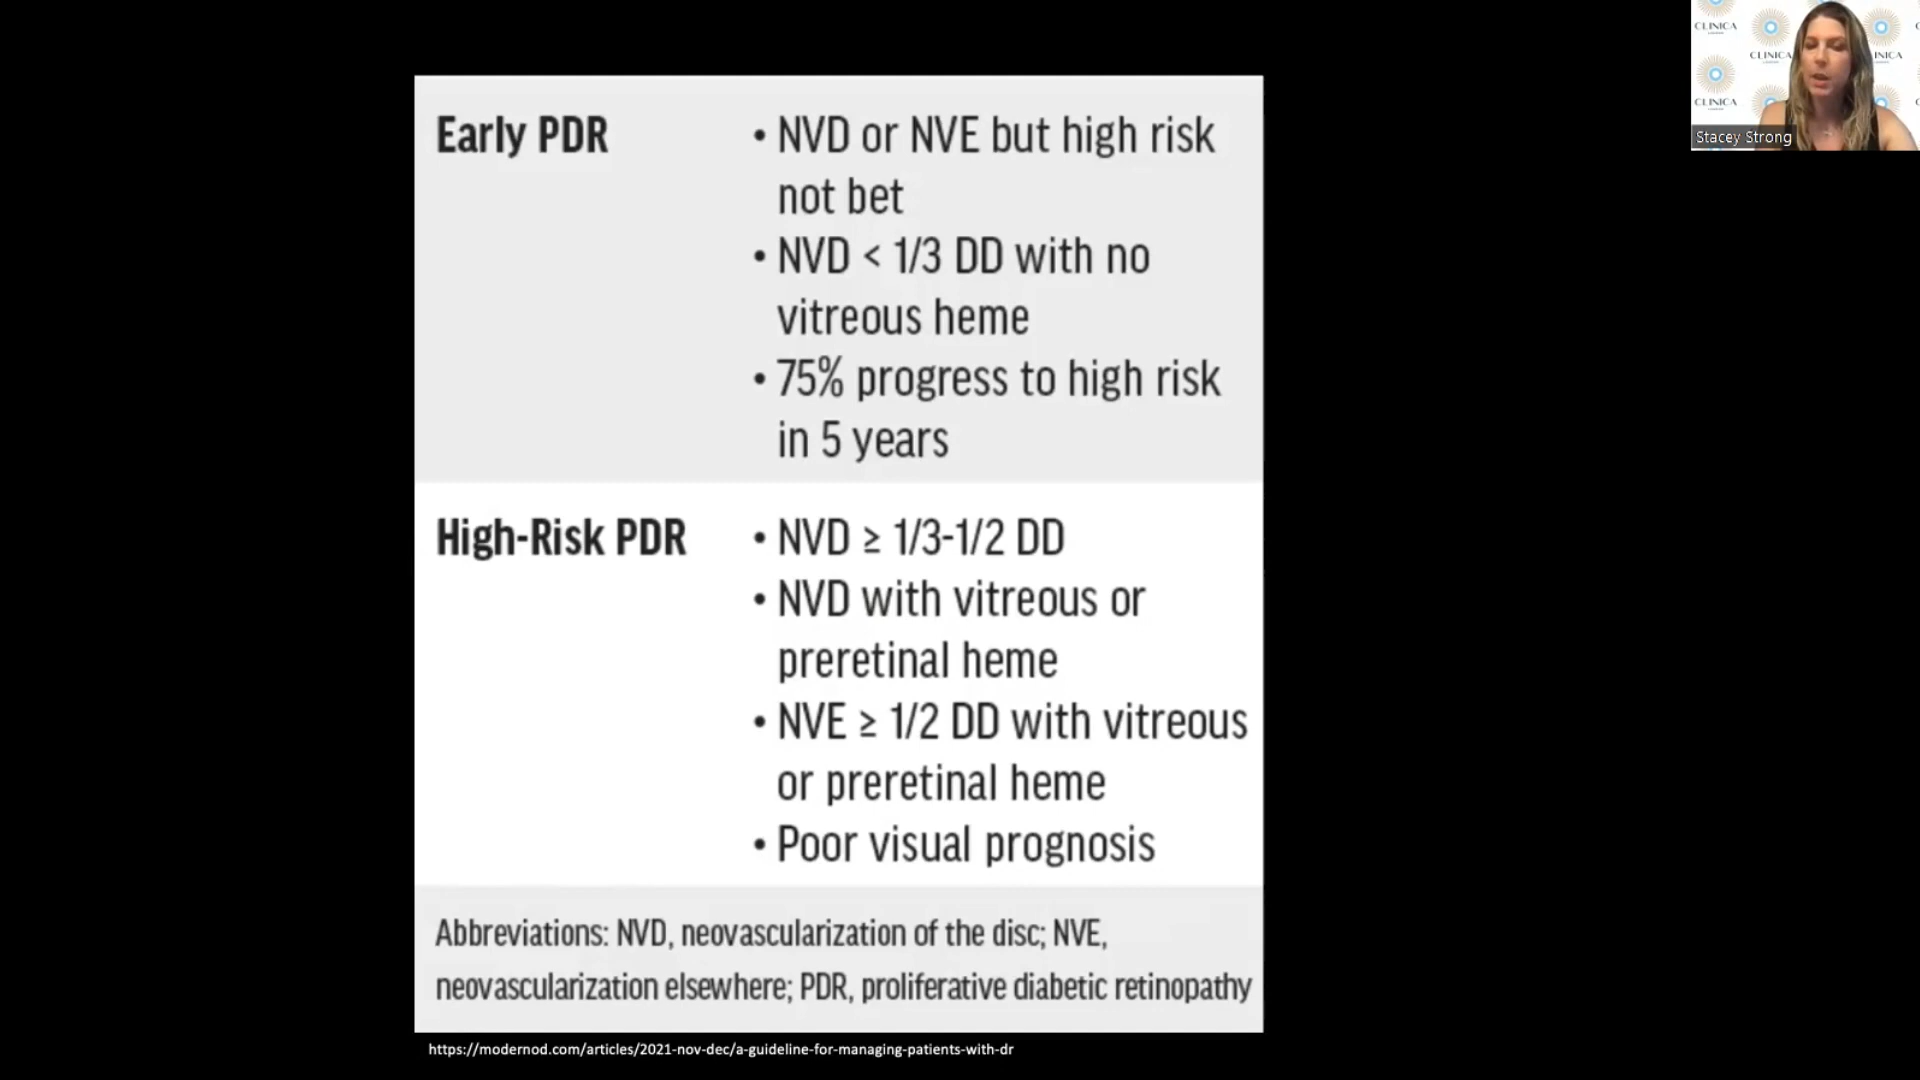 Early PDR
• NVD or NVE but high risk
not bet
• NVD < 1/3 DD with no
vitreous heme
• 75% progress to high risk
in 5 years
High-Risk PDR
• NVD ≥ 1/3-1/2 DD
• NVD with vitreous or
preretinal heme
• NVE ≥ 1/2 DD with vitreous
or preretinal heme
• Poor visual prognosis
Abbreviations: NVD, neovascularization of the disc; NVE,
neovascularization elsewhere; PDR, proliferative diabetic retinopathy
https://modernod.com/articles/2021-nov-dec/a-guideline-for-managing-patients-with-dr
CLINICA
CLINICA
INICA
CLINICA
Stacey Strong